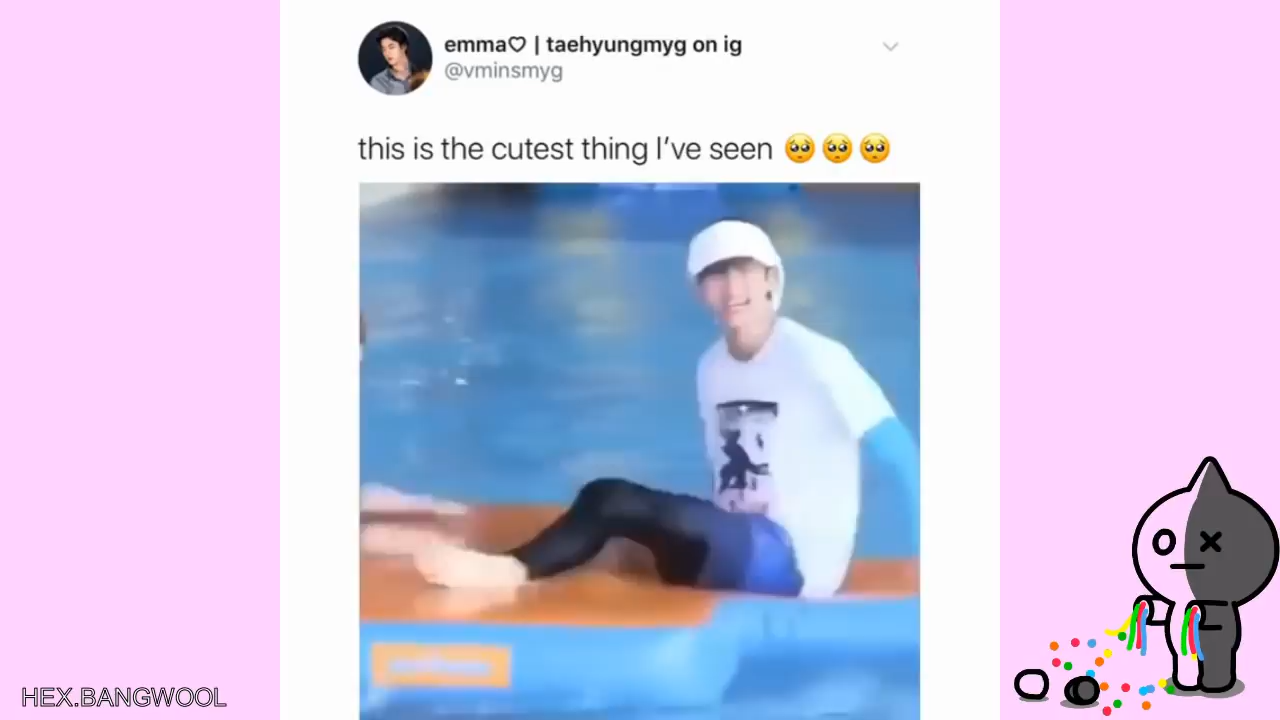 emma♡ | taehyungmyg on ig
@vminsmyg
this is the cutest thing I've seen 🥺🥺🥺
HEX.BANGWOOL